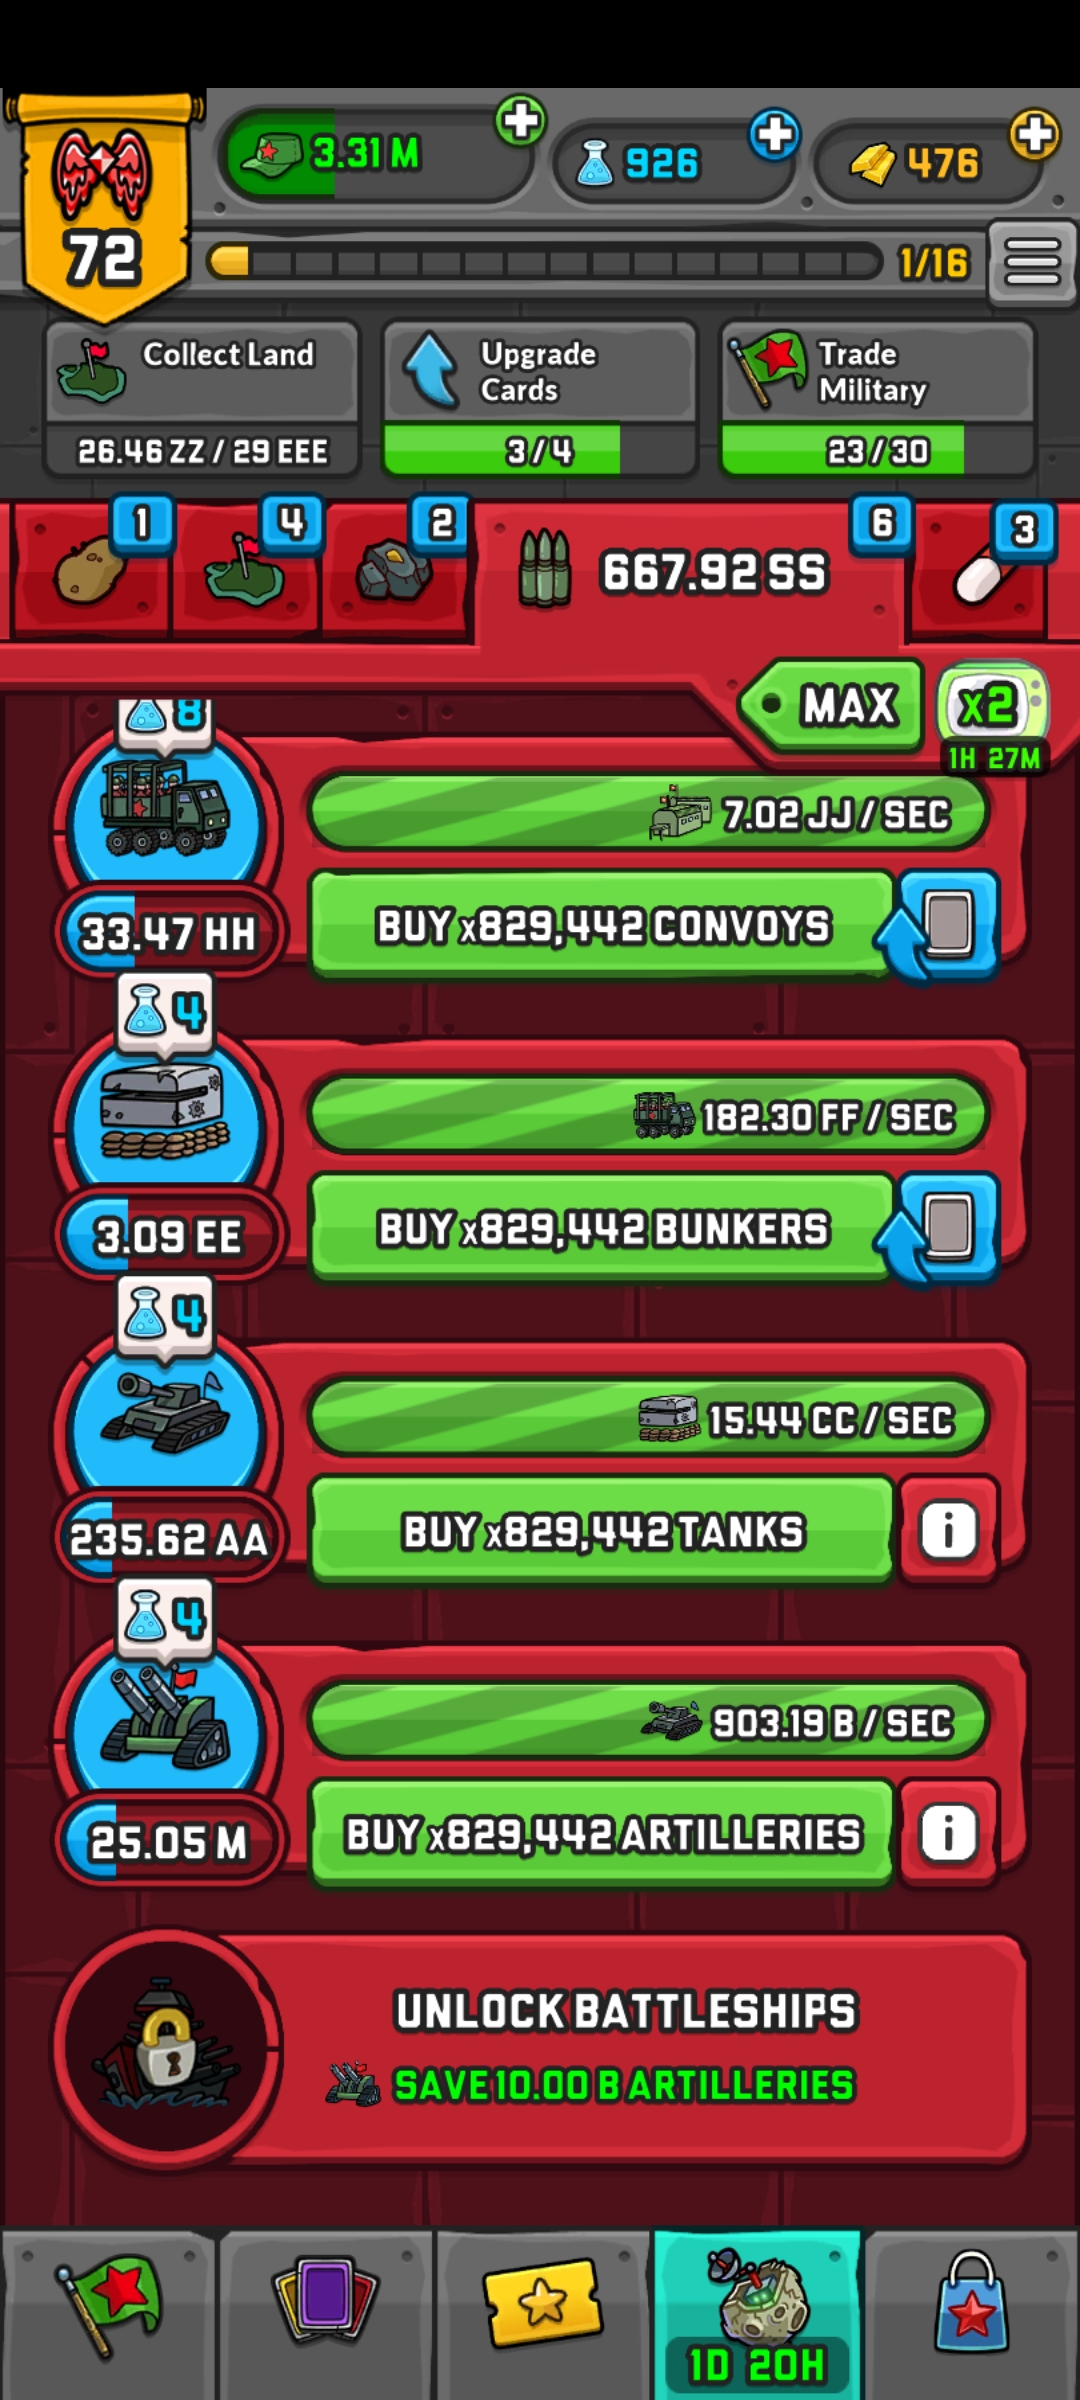 3.31 M
926
476
72
1/16
Collect Land
26.46 ZZ / 29 EEE
Upgrade
Cards
3/4
Trade
Military
23/30
1
4
2
667.92 SS
6
3
MAX
x2
1H 27M
8
7.02 JJ / SEC
33.47 HH
BUY x829,442 CONVOYS
4
182.30 FF / SEC
3.09 EE
BUY x829,442 BUNKERS
4
15.44 CC / SEC
235.62 AA
BUY x829,442 TANKS
i
4
903.19 B / SEC
25.05 M
BUY x829,442 ARTILLERIES
i
UNLOCK BATTLESHIPS
SAVE 10.00 B ARTILLERIES
1D 20H